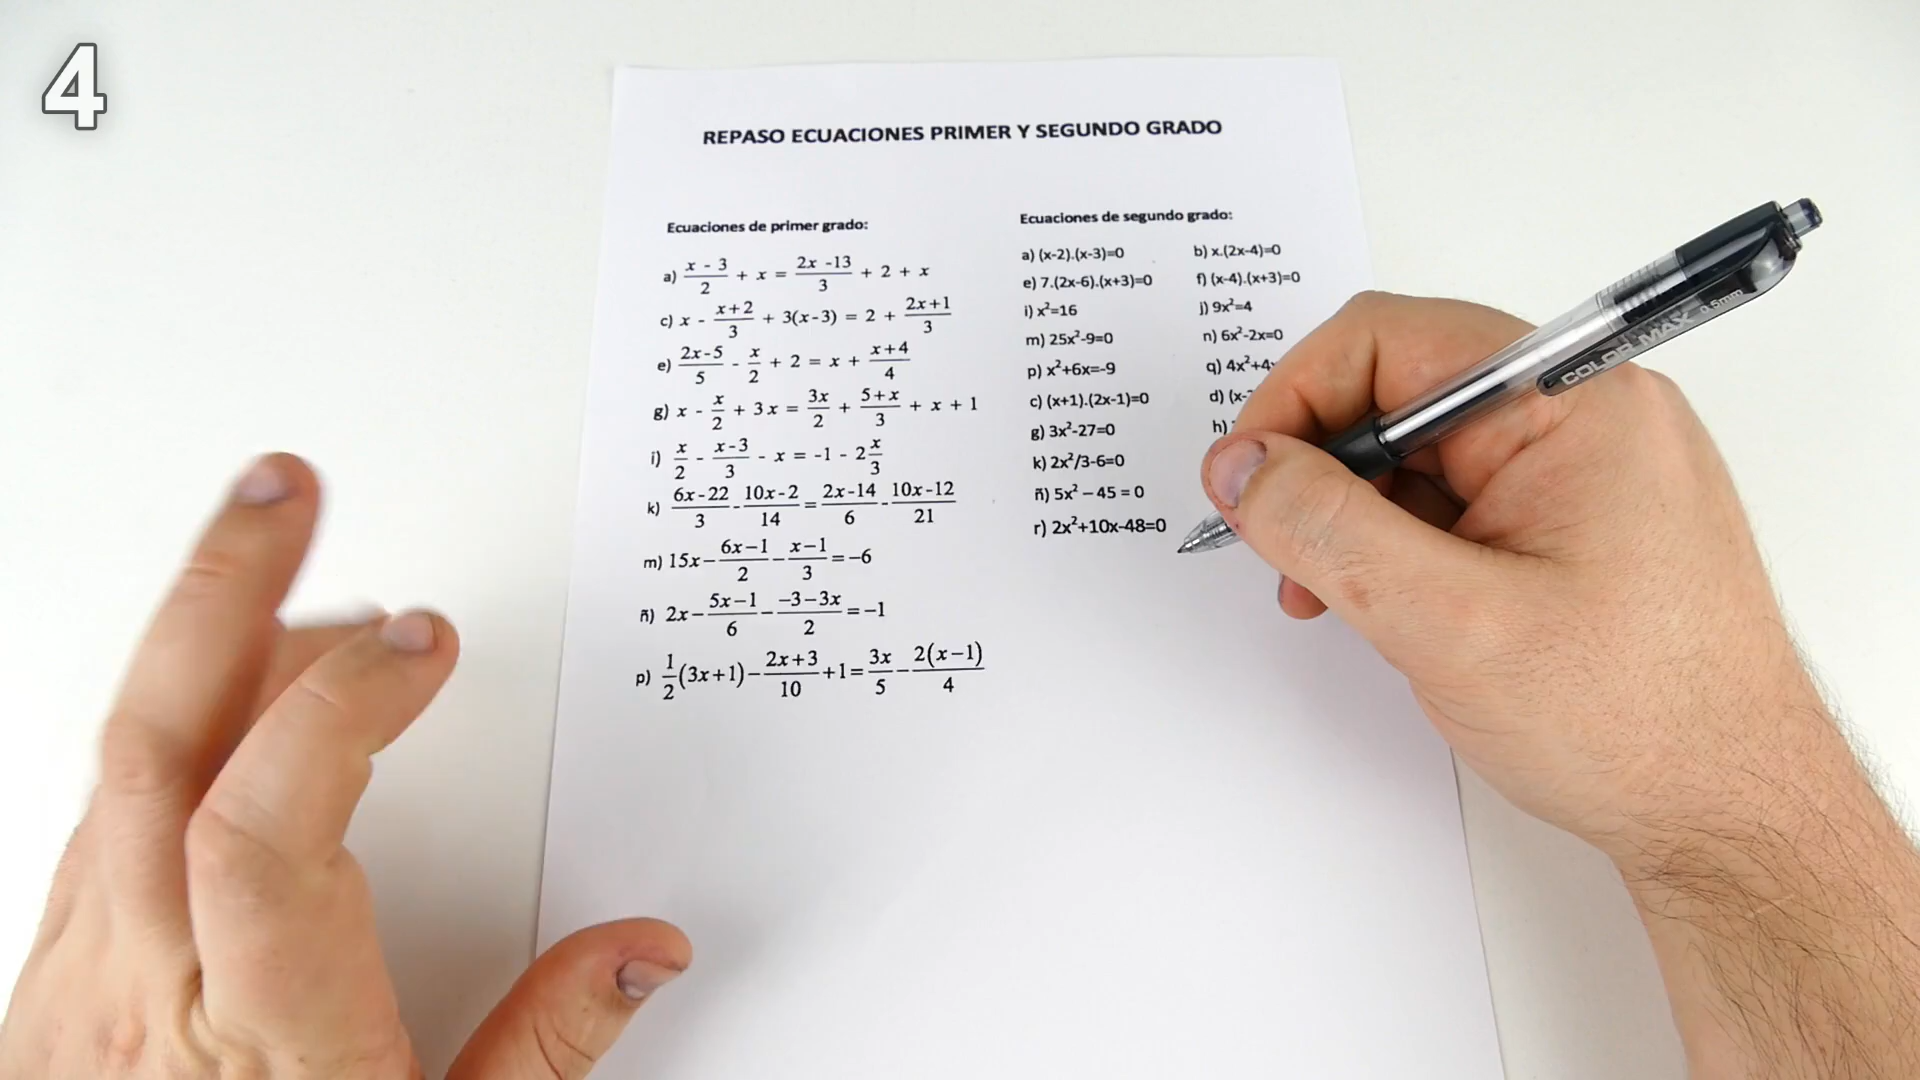 4
REPASO ECUACIONES PRIMER Y SEGUNDO GRADO
Ecuaciones de primer grado:
a) (x - 3)/2 + x = (2x -13)/3 + 2 + x
c) x - (x+2)/3 + 3(x-3) = 2 + (2x+1)/3
e) (2x-5)/5 - x/2 + 2 = x + (x+4)/4
g) x - x/2 + 3x = 3x/2 + (5+x)/3 + x + 1
i) x/2 - (x-3)/3 - x = -1 - 2 x/3
k) (6x-22)/3 - (10x-2)/14 = (2x-14)/6 - (10x-12)/21
m) 15x - (6x-1)/2 - (x-1)/3 = -6
ñ) 2x - (5x-1)/6 - (-3-3x)/2 = -1
p) 1/2(3x+1) - (2x+3)/10 +1 = 3x/5 - 2(x-1)/4
Ecuaciones de segundo grado:
a) (x-2).(x-3)=0 b) x.(2x-4)=0
e) 7.(2x-6).(x+3)=0 f) (x-4).(x+3)=0
i) x²=16 j) 9x²=4
m) 25x²-9=0 n) 6x²-2x=0
p) x²+6x=-9 q) 4x²+4
c) (x+1).(2x-1)=0 d) (x-
g) 3x²-27=0 h)
k) 2x²/3-6=0
ñ) 5x² – 45 = 0
r) 2x²+10x-48=0
COLOR MAX 0.5mm